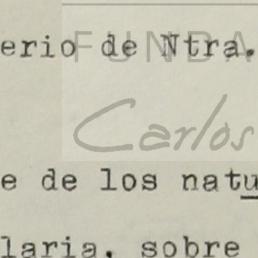 FUNDA
erio de Ntra.
Carlos
e de los natu
laria, sobre